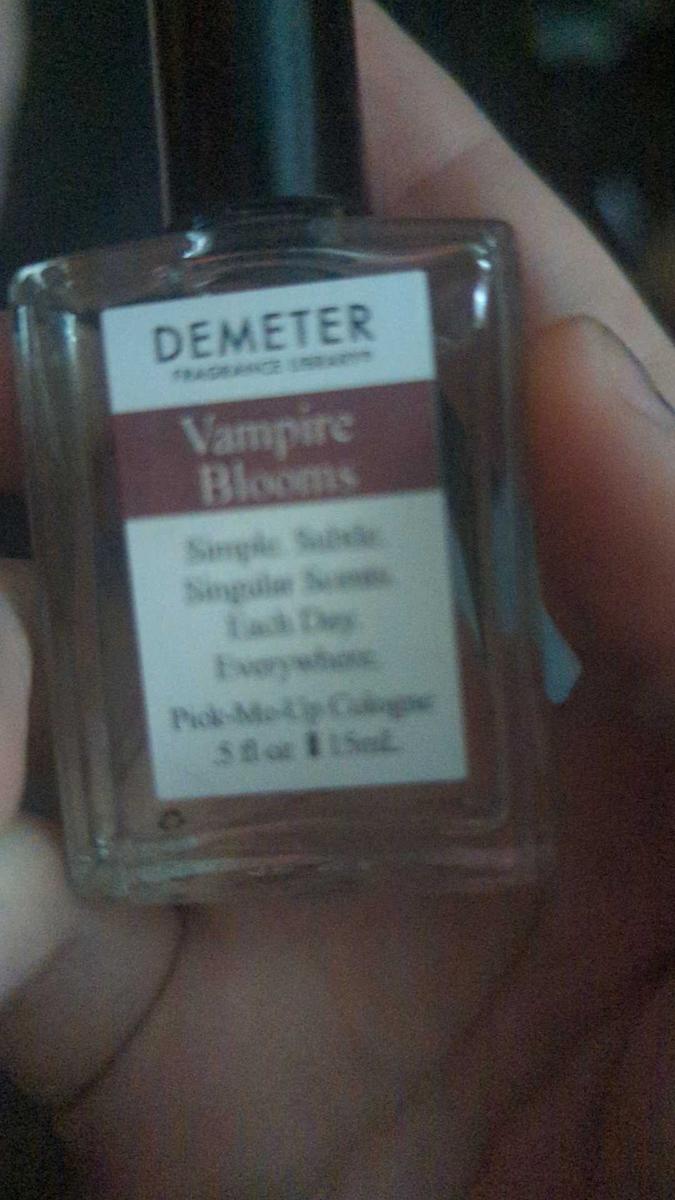 DEMETER
FRAGRANCE LIBRARY
Vampire
Blooms
Simple. Subtle.
Singular Scents.
Each Day.
Everywhere.
Pick-Me-Up Cologne
.5 fl oz 15mL